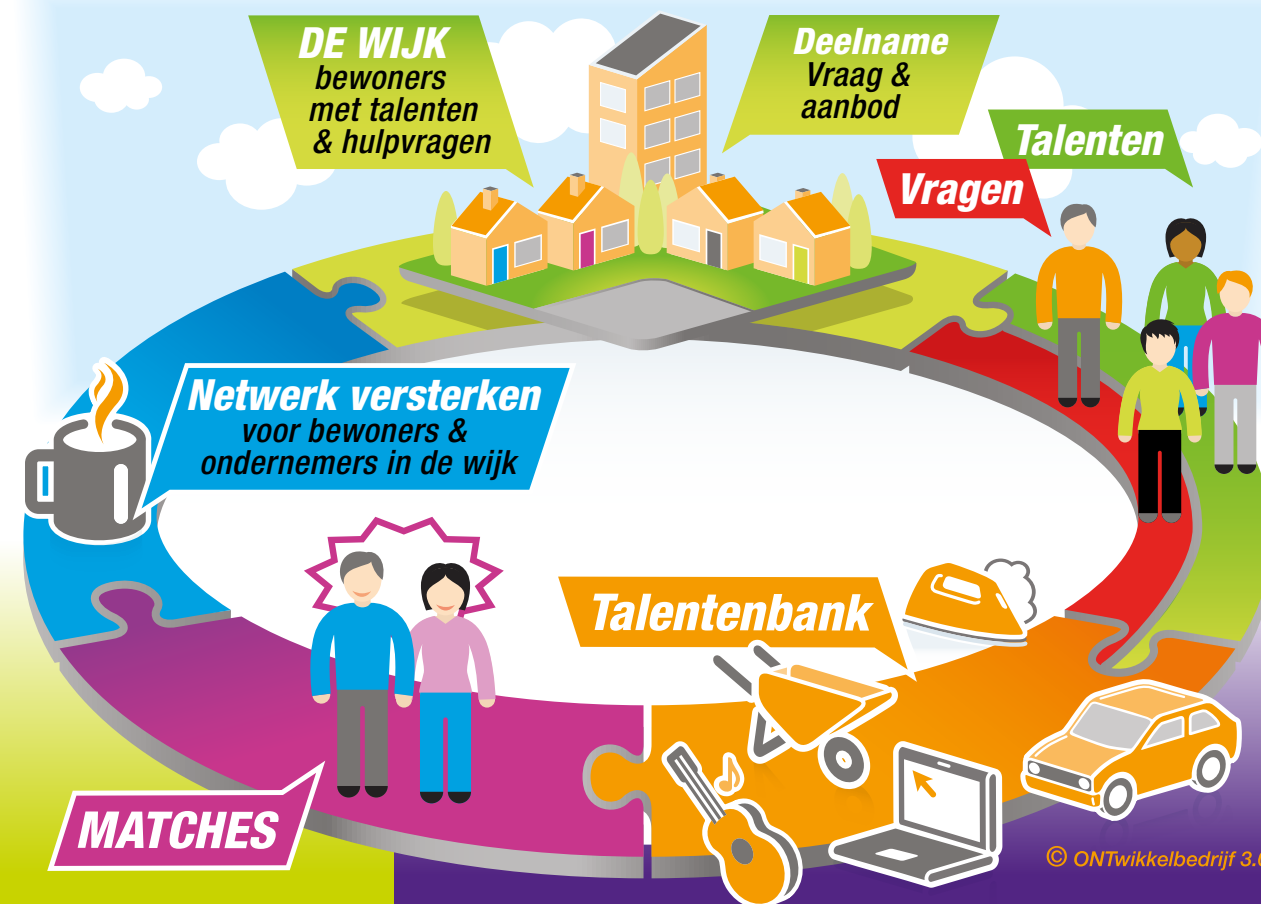 DE WIJK
bewoners
met talenten
& hulpvragen
Deelname
Vraag &
aanbod
Talenten
Vragen
Netwerk versterken
voor bewoners &
ondernemers in de wijk
Talentenbank
MATCHES
© ONTwikkelbedrijf 3.0